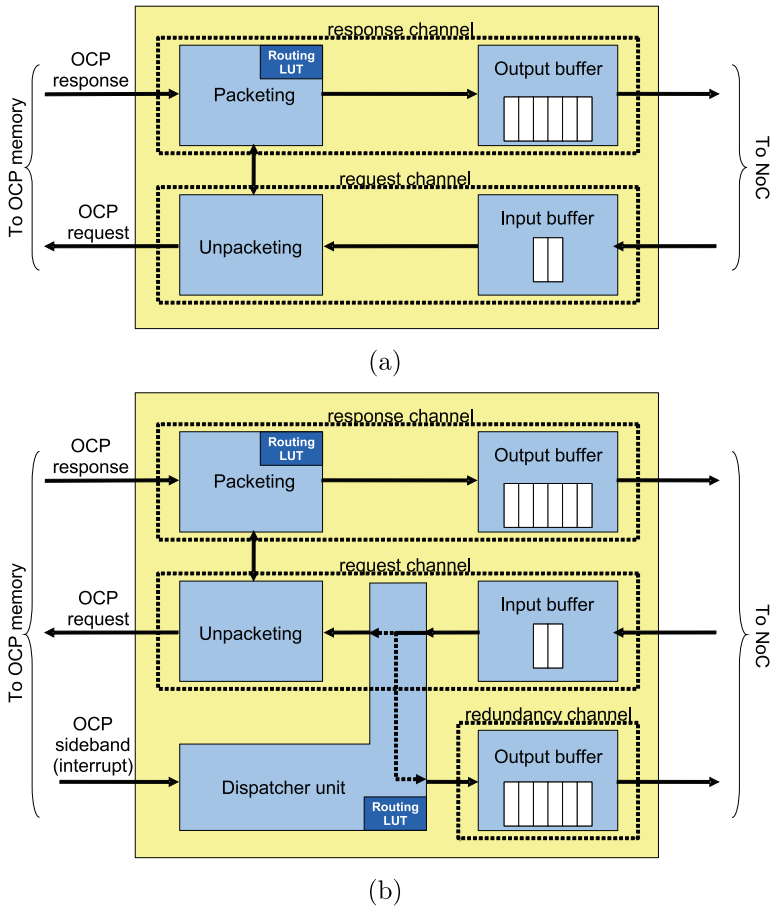 response channel
OCP
response
Routing
LUT
Packeting
Output buffer
To OCP memory
To NoC
request channel
OCP
request
Unpacketing
Input buffer
(a)
response channel
OCP
response
Routing
LUT
Packeting
Output buffer
To OCP memory
To NoC
request channel
OCP
request
Unpacketing
Input buffer
redundancy channel
OCP
sideband
(interrupt)
Dispatcher unit
Routing
LUT
Output buffer
(b)